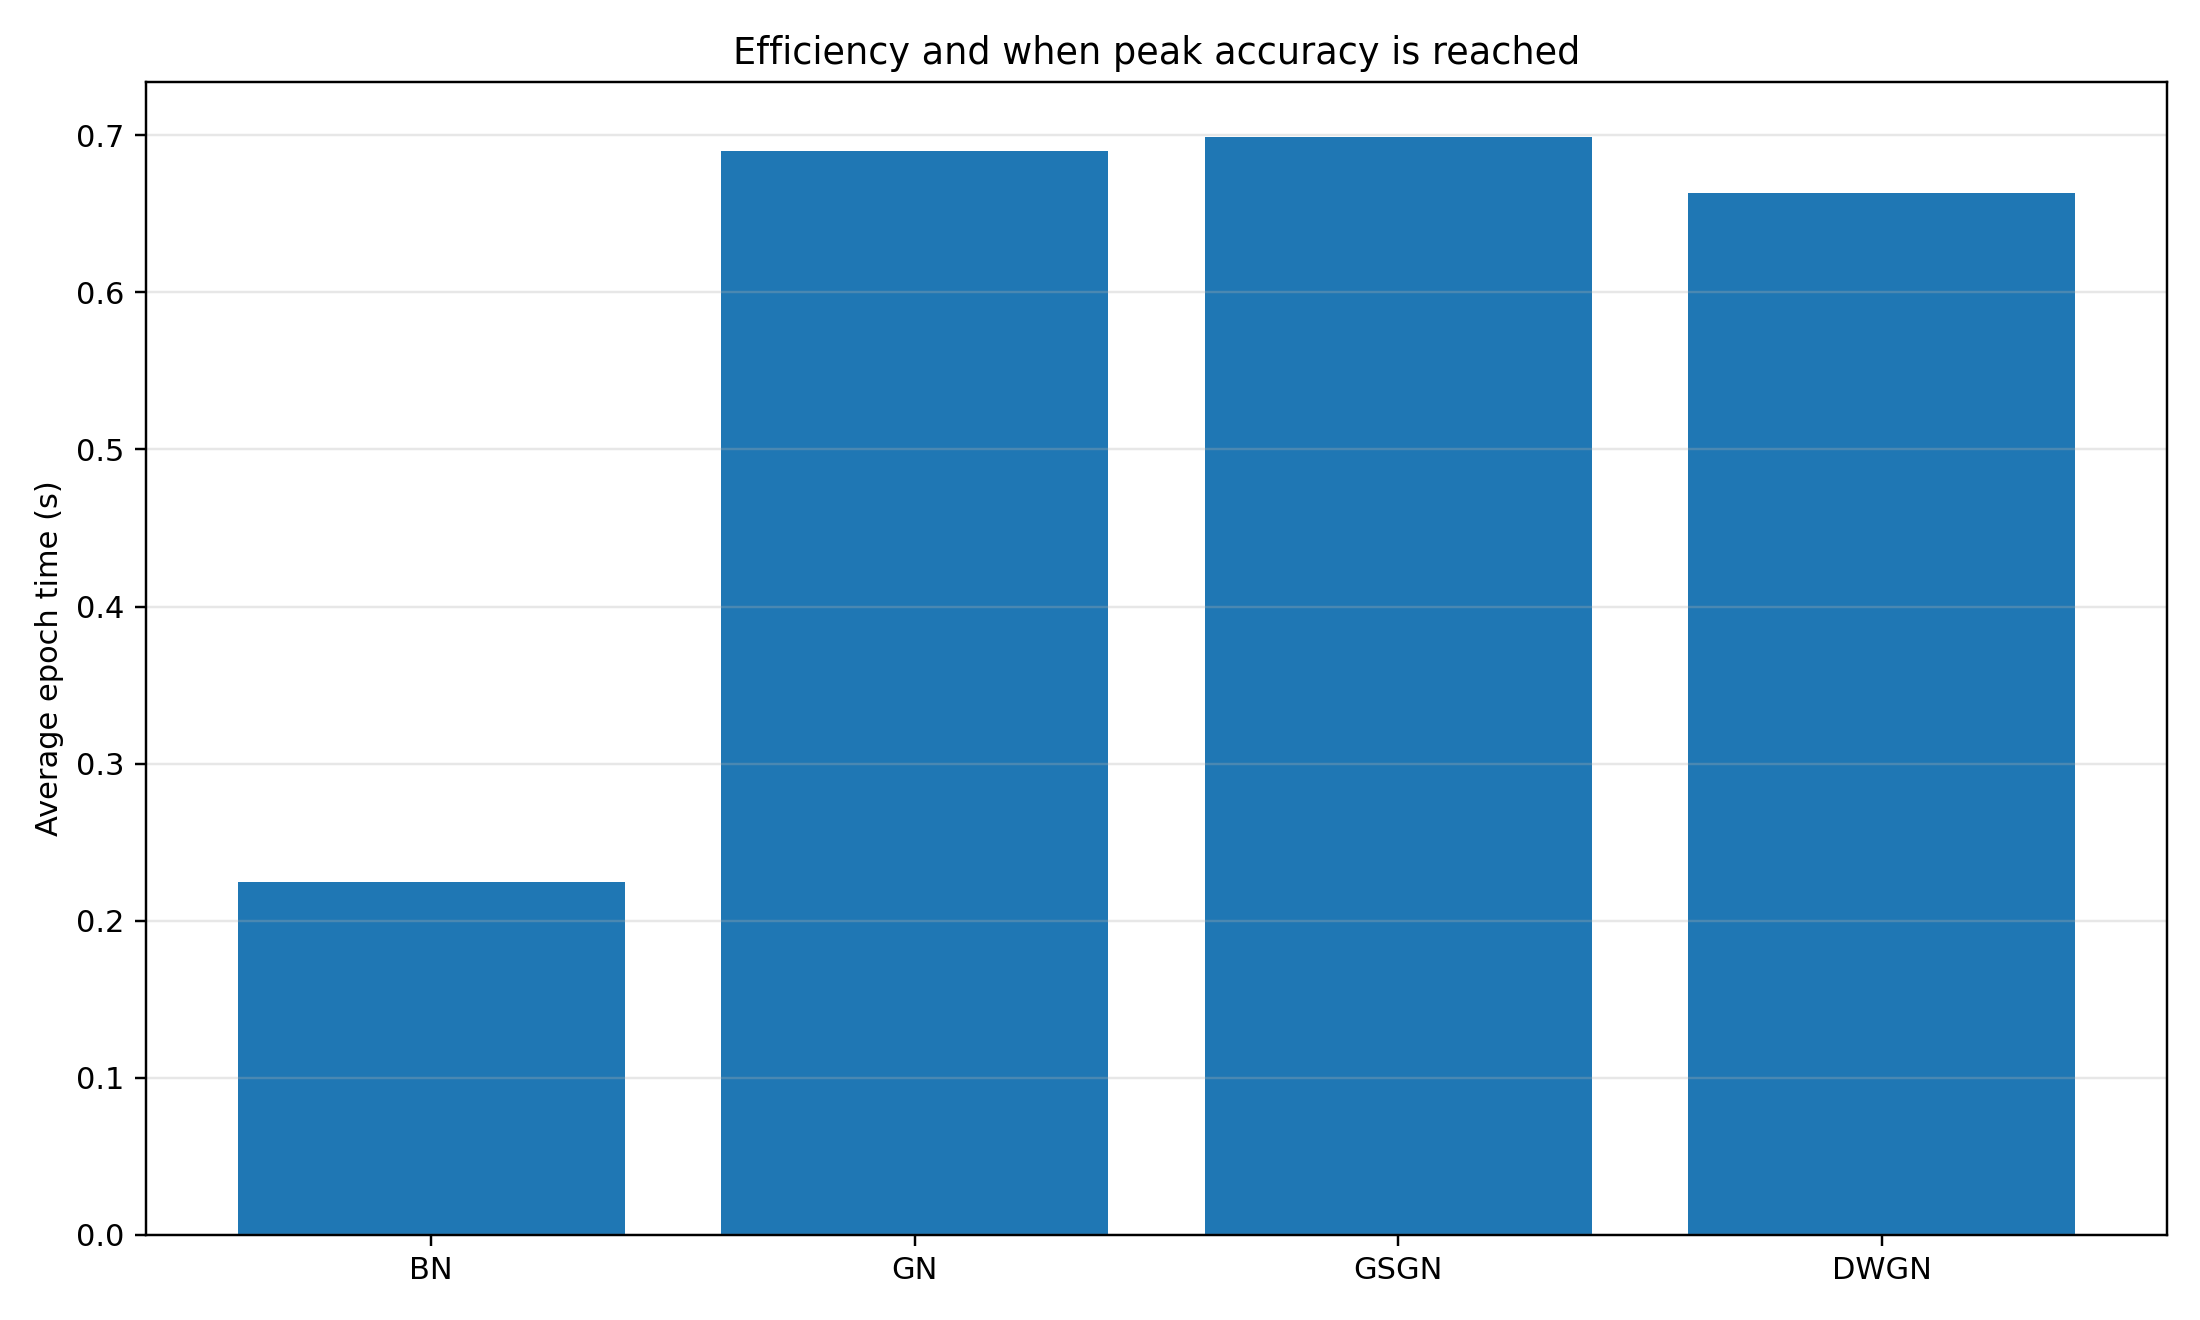 Efficiency and when peak accuracy is reached
Average epoch time (s)
0.7
0.6
0.5
0.4
0.3
0.2
0.1
0.0
BN GN GSGN DWGN